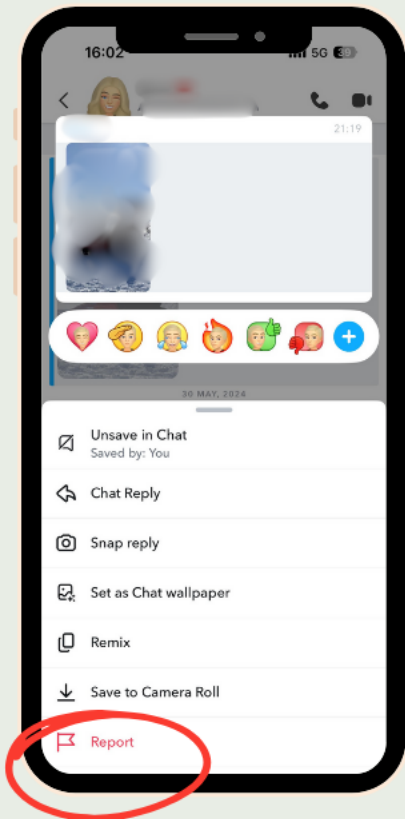 16:02
5G 39
21:19
30 MAY, 2024
Unsave in Chat
Saved by: You
Chat Reply
Snap reply
Set as Chat wallpaper
Remix
Save to Camera Roll
Report